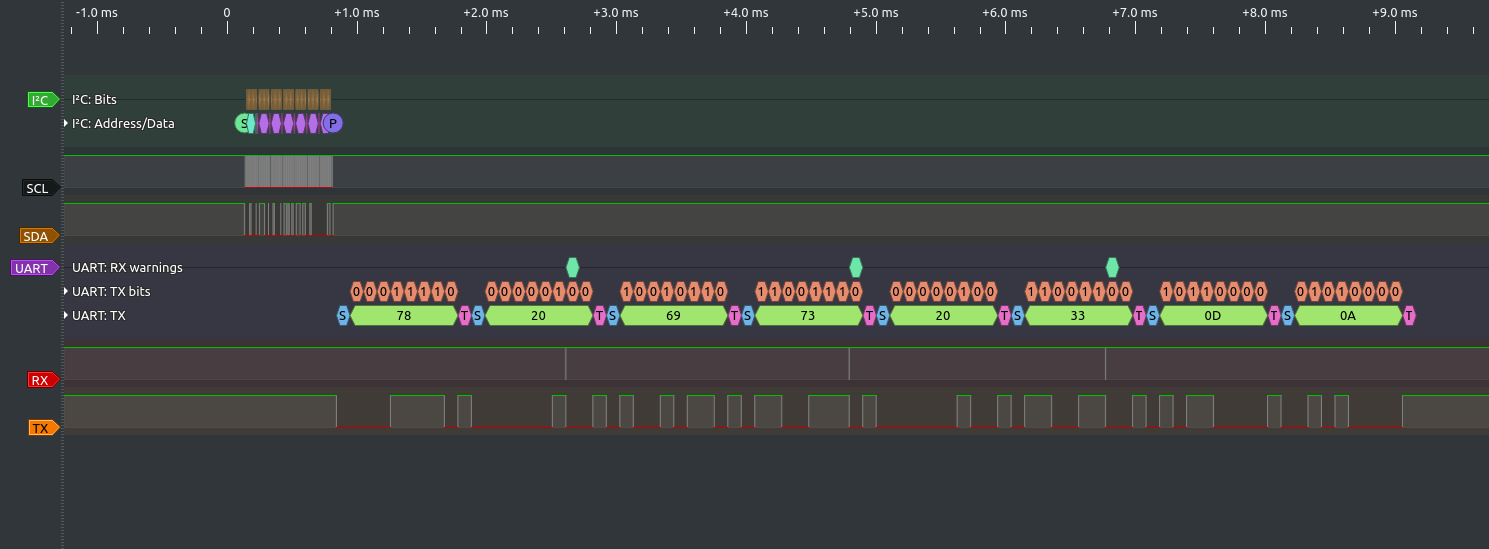 -1.0 ms 0 +1.0 ms +2.0 ms +3.0 ms +4.0 ms +5.0 ms +6.0 ms +7.0 ms +8.0 ms +9.0 ms
I²C I²C: Bits
I²C: Address/Data S P
SCL
SDA
UART UART: RX warnings
UART: TX bits 0 0 0 1 1 1 1 0 0 0 0 0 0 1 0 0 1 0 0 1 0 1 1 0 1 1 0 0 1 1 1 0 0 0 0 0 0 1 0 0 1 1 0 0 1 1 0 0 1 0 1 1 0 0 0 0 0 1 0 1 0 0 0 0
UART: TX S 78 T S 20 T S 69 T S 73 T S 20 T S 33 T S 0D T S 0A T
RX
TX